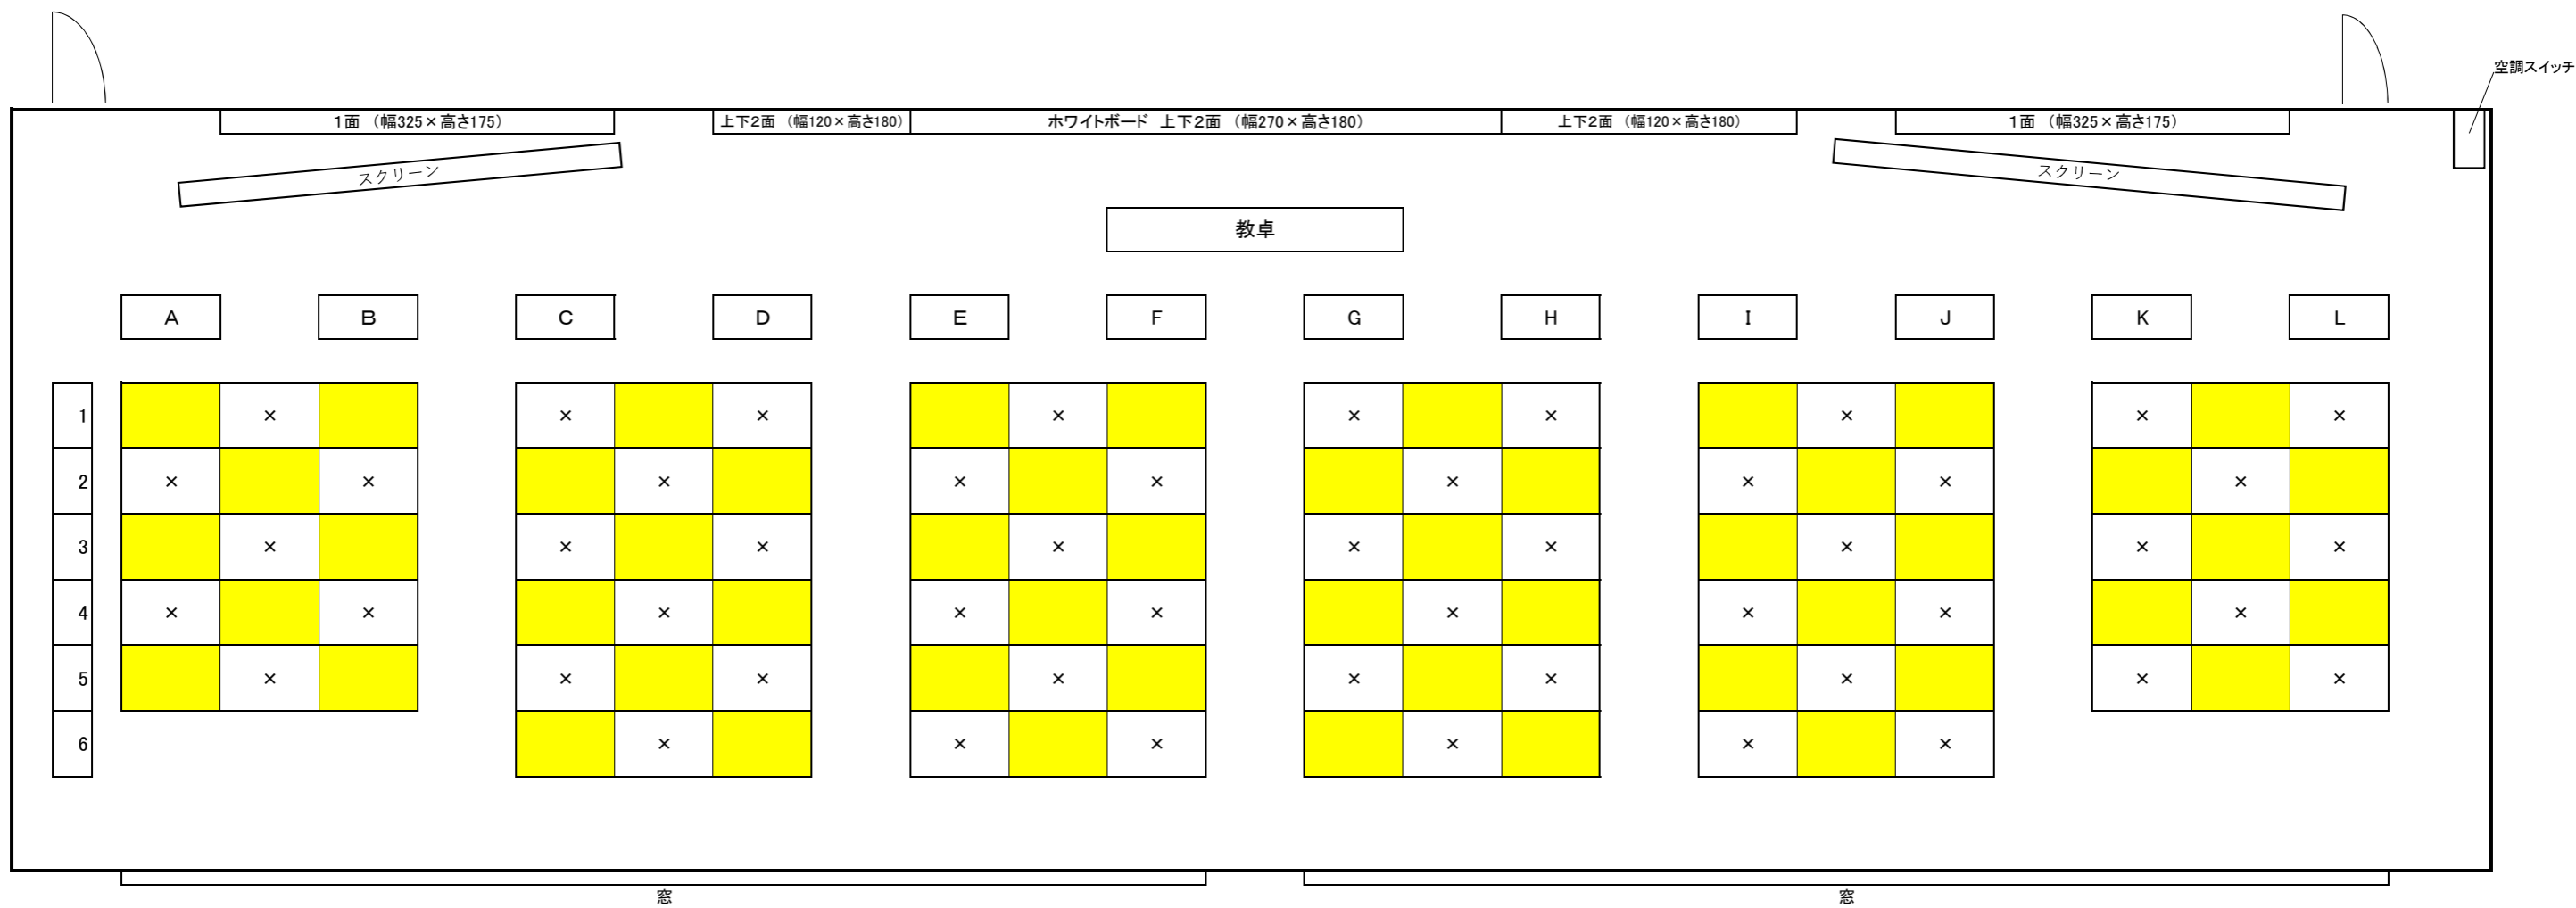 空調スイッチ
1面 （幅325×高さ175） 上下2面 （幅120×高さ180） ホワイトボード 上下2面 （幅270×高さ180） 上下2面 （幅120×高さ180） 1面 （幅325×高さ175）
スクリーン スクリーン
教卓
A B C D E F G H I J K L
1 × × × × × × × × ×
2 × × × × × × × × ×
3 × × × × × × × × ×
4 × × × × × × × × ×
5 × × × × × × × × ×
6 × × × × × ×
窓 窓